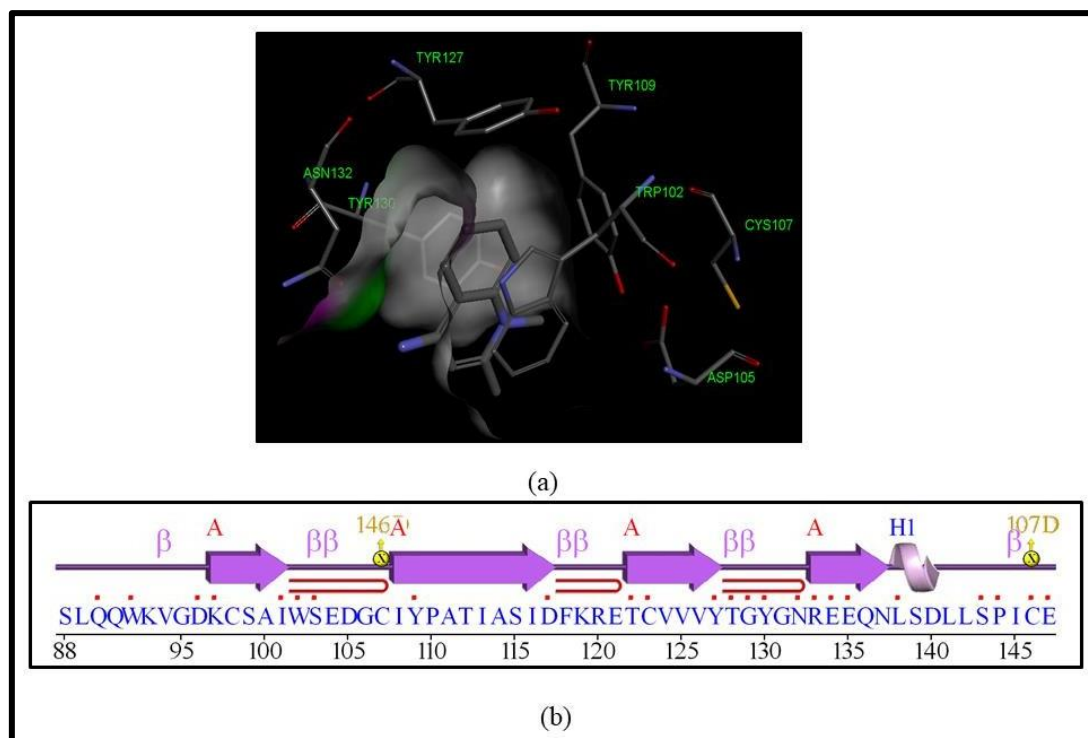 TYR127
TYR109
ASN132
TYR130
TRP102
CYS107
ASP105
(a)
β A ββ A ββ A ββ A H1 β 107D
SLQQWKVGDKCSAIWSEDGCIYPATIASIDFKRETCVVVYTGYGNREEQNLSDLLSPICE
88 95 100 105 110 115 120 125 130 135 140 145
(b)